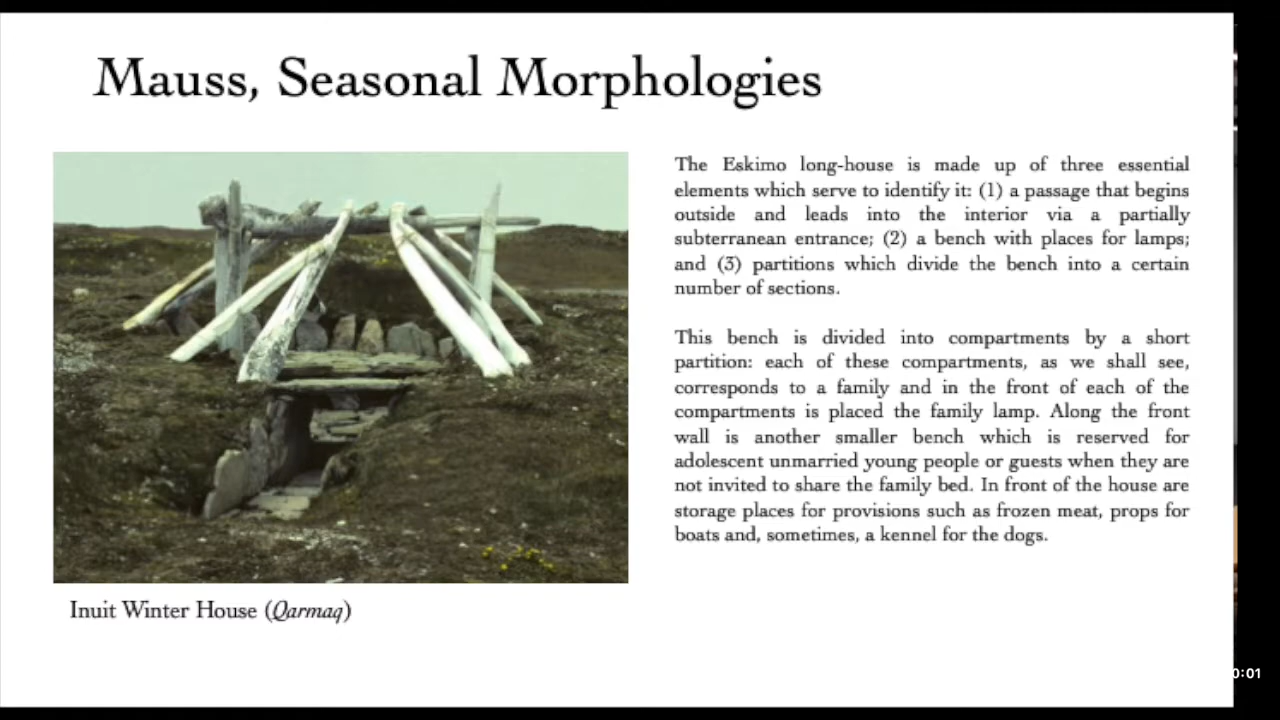 Mauss, Seasonal Morphologies
The Eskimo long-house is made up of three essential
elements which serve to identify it: (1) a passage that begins
outside and leads into the interior via a partially
subterranean entrance; (2) a bench with places for lamps;
and (3) partitions which divide the bench into a certain
number of sections.
This bench is divided into compartments by a short
partition: each of these compartments, as we shall see,
corresponds to a family and in the front of each of the
compartments is placed the family lamp. Along the front
wall is another smaller bench which is reserved for
adolescent unmarried young people or guests when they are
not invited to share the family bed. In front of the house are
storage places for provisions such as frozen meat, props for
boats and, sometimes, a kennel for the dogs.
Inuit Winter House (Qarmaq)
0:01